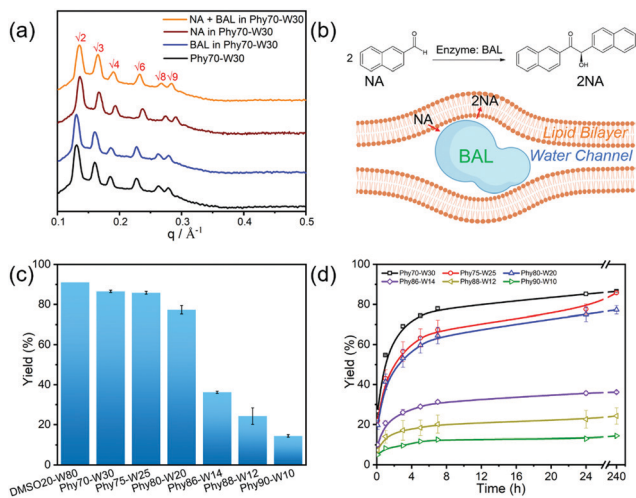 (a)
NA + BAL in Phy70-W30
NA in Phy70-W30
BAL in Phy70-W30
Phy70-W30
√2
√3
√4
√6
√8
√9
0.1
0.2
0.3
0.4
0.5
q / Å⁻¹
(b)
2
NA
Enzyme: BAL
2NA
H
O
O
OH
NA
2NA
BAL
Lipid Bilayer
Water Channel
(c)
Yield (%)
100
80
60
40
20
0
DMSO20-W80
Phy70-W30
Phy75-W25
Phy80-W20
Phy86-W14
Phy88-W12
Phy90-W10
(d)
Phy70-W30
Phy75-W25
Phy80-W20
Phy86-W14
Phy88-W12
Phy90-W10
Yield (%)
100
80
60
40
20
0
0
4
8
12
16
20
24
240
Time (h)